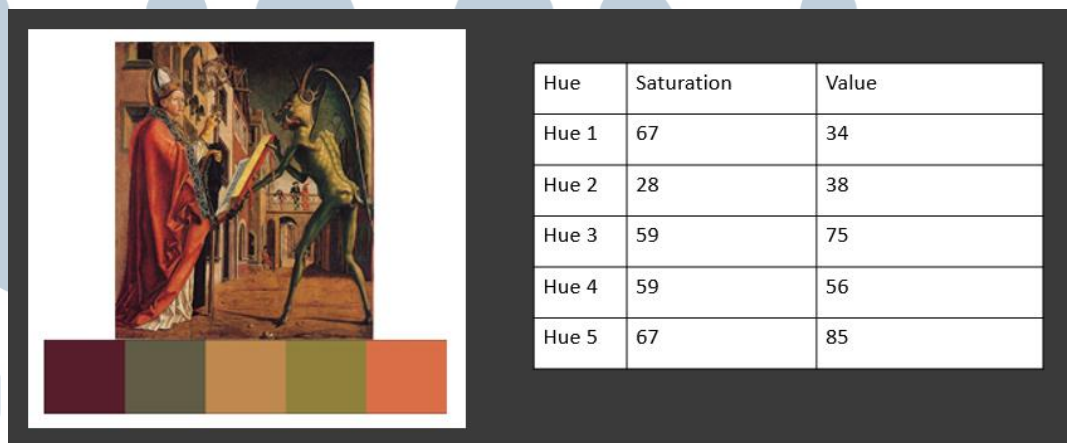 Hue Saturation Value
Hue 1 67 34
Hue 2 28 38
Hue 3 59 75
Hue 4 59 56
Hue 5 67 85